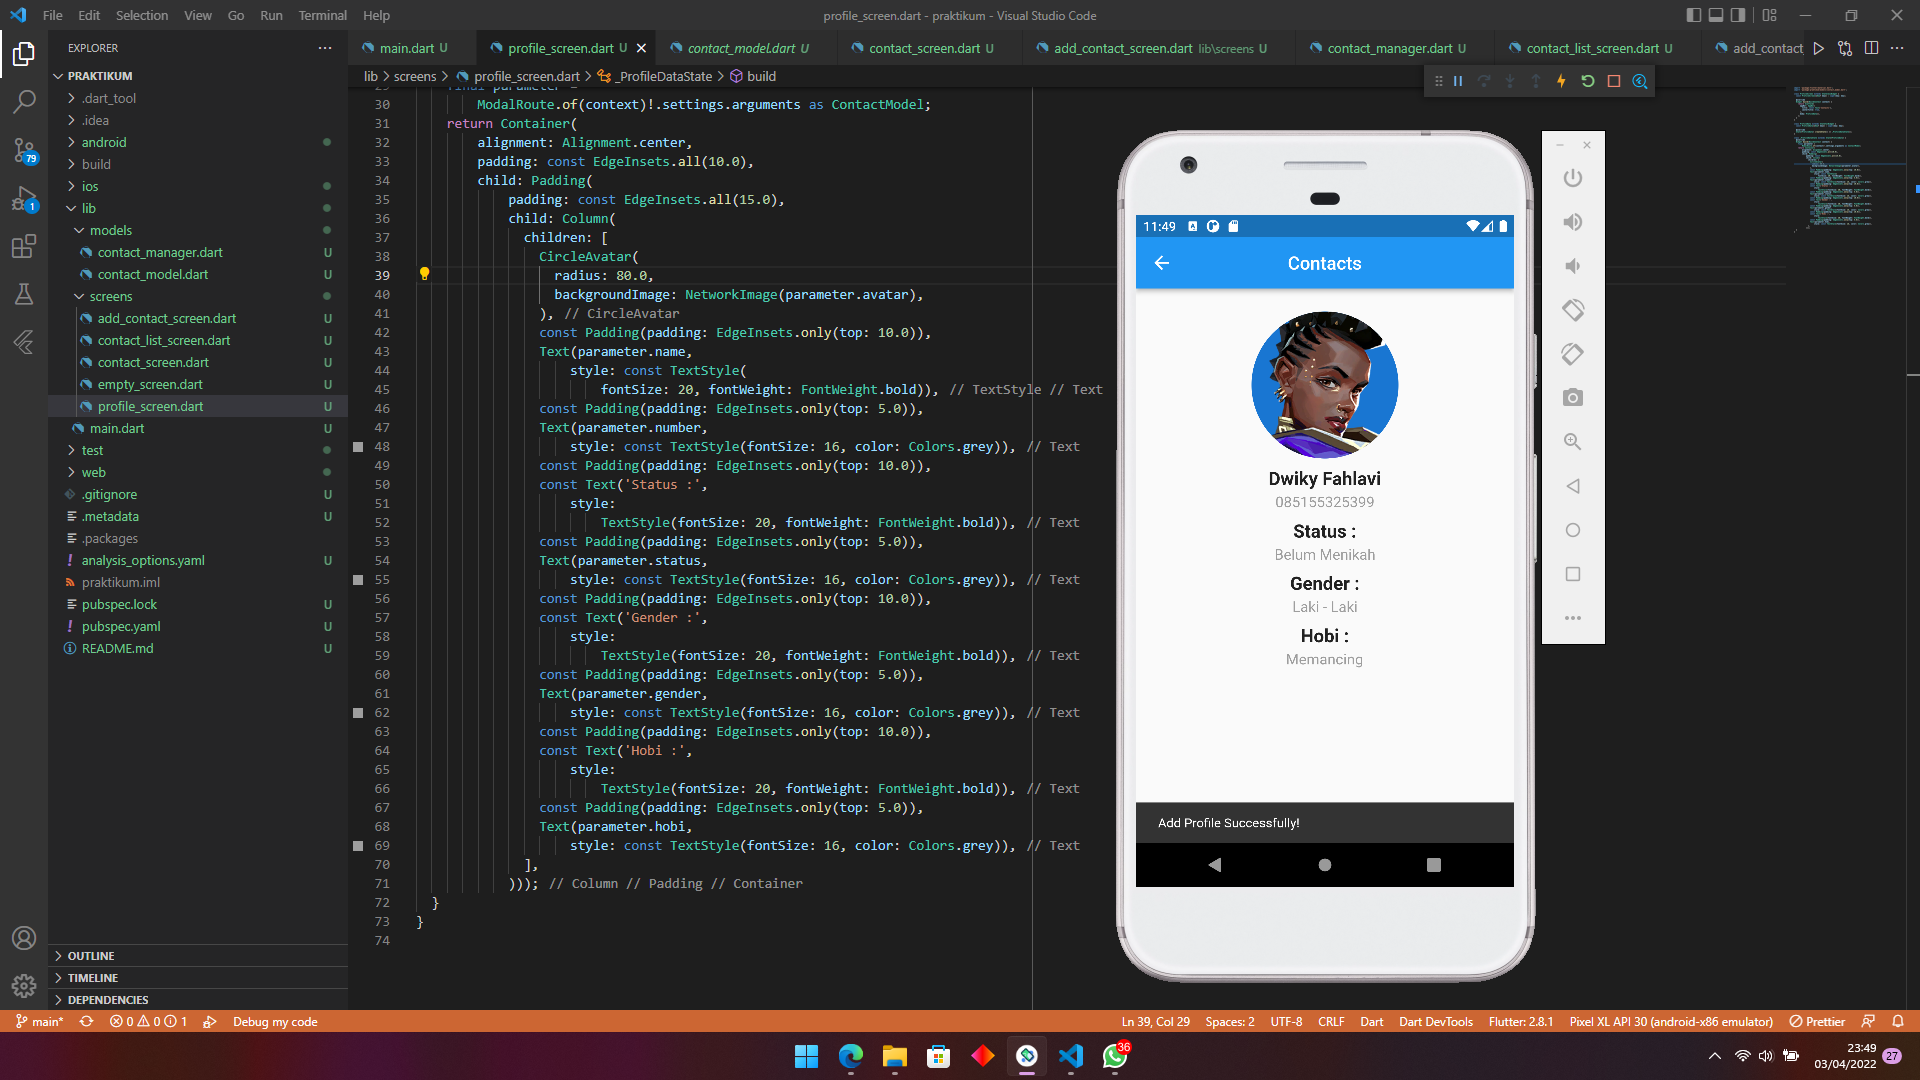 File Edit Selection View Go Run Terminal Help
profile_screen.dart - praktikum - Visual Studio Code
EXPLORER
main.dart U
profile_screen.dart U
contact_model.dart U
contact_screen.dart U
add_contact_screen.dart lib\screens U
contact_manager.dart U
contact_list_screen.dart U
add_contact
PRAKTIKUM
.dart_tool
.idea
android
build
ios
lib
models
contact_manager.dart U
contact_model.dart U
screens
add_contact_screen.dart U
contact_list_screen.dart U
contact_screen.dart U
empty_screen.dart U
profile_screen.dart U
main.dart U
test
web
.gitignore U
.metadata U
.packages
analysis_options.yaml U
praktikum.iml
pubspec.lock U
pubspec.yaml U
README.md U
OUTLINE
TIMELINE
DEPENDENCIES
79
1
lib > screens > profile_screen.dart > _ProfileDataState > build
29 final parameter =
30 ModalRoute.of(context)!.settings.arguments as ContactModel;
31 return Container(
32 alignment: Alignment.center,
33 padding: const EdgeInsets.all(10.0),
34 child: Padding(
35 padding: const EdgeInsets.all(15.0),
36 child: Column(
37 children: [
38 CircleAvatar(
39 radius: 80.0,
40 backgroundImage: NetworkImage(parameter.avatar),
41 ), // CircleAvatar
42 const Padding(padding: EdgeInsets.only(top: 10.0)),
43 Text(parameter.name,
44 style: const TextStyle(
45 fontSize: 20, fontWeight: FontWeight.bold)), // TextStyle // Text
46 const Padding(padding: EdgeInsets.only(top: 5.0)),
47 Text(parameter.number,
48 style: const TextStyle(fontSize: 16, color: Colors.grey)), // Text
49 const Padding(padding: EdgeInsets.only(top: 10.0)),
50 const Text('Status :',
51 style:
52 TextStyle(fontSize: 20, fontWeight: FontWeight.bold)), // Text
53 const Padding(padding: EdgeInsets.only(top: 5.0)),
54 Text(parameter.status,
55 style: const TextStyle(fontSize: 16, color: Colors.grey)), // Text
56 const Padding(padding: EdgeInsets.only(top: 10.0)),
57 const Text('Gender :',
58 style:
59 TextStyle(fontSize: 20, fontWeight: FontWeight.bold)), // Text
60 const Padding(padding: EdgeInsets.only(top: 5.0)),
61 Text(parameter.gender,
62 style: const TextStyle(fontSize: 16, color: Colors.grey)), // Text
63 const Padding(padding: EdgeInsets.only(top: 10.0)),
64 const Text('Hobi :',
65 style:
66 TextStyle(fontSize: 20, fontWeight: FontWeight.bold)), // Text
67 const Padding(padding: EdgeInsets.only(top: 5.0)),
68 Text(parameter.hobi,
69 style: const TextStyle(fontSize: 16, color: Colors.grey)), // Text
70 ],
71 ))); // Column // Padding // Container
72 }
73 }
74
11:49
Contacts
Dwiky Fahlavi
085155325399
Status :
Belum Menikah
Gender :
Laki - Laki
Hobi :
Memancing
Add Profile Successfully!
main* 0 0 1 Debug my code
Ln 39, Col 29 Spaces: 2 UTF-8 CRLF Dart Dart DevTools Flutter: 2.8.1 Pixel XL API 30 (android-x86 emulator) Prettier
36
23:49
03/04/2022
27